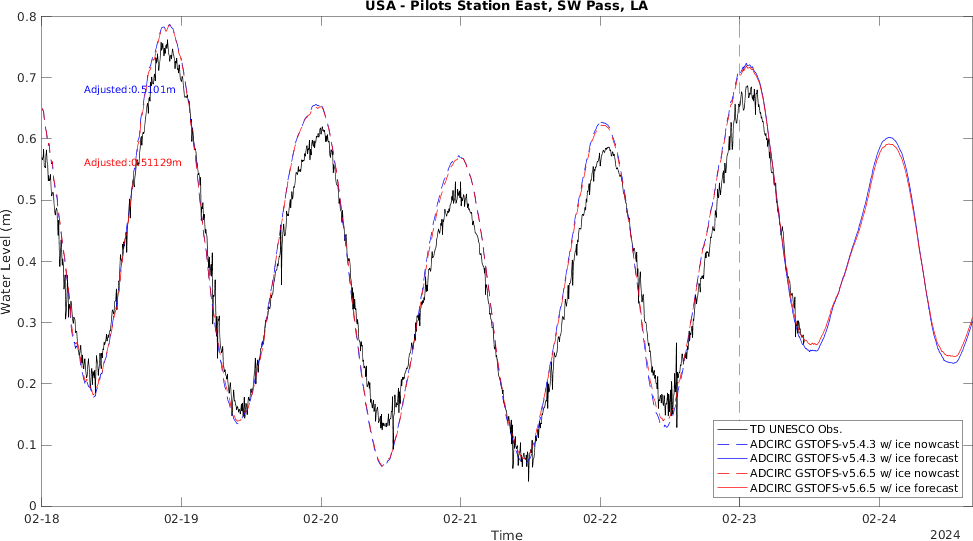 USA - Pilots Station East, SW Pass, LA
0.8
0.7
0.6
0.5
0.4
0.3
0.2
0.1
0
Water Level (m)
Adjusted:0.5101m
Adjusted:0.51129m
TD UNESCO Obs.
ADCIRC GSTOFS-v5.4.3 w/ ice nowcast
ADCIRC GSTOFS-v5.4.3 w/ ice forecast
ADCIRC GSTOFS-v5.6.5 w/ ice nowcast
ADCIRC GSTOFS-v5.6.5 w/ ice forecast
02-18 02-19 02-20 02-21 02-22 02-23 02-24
Time
2024